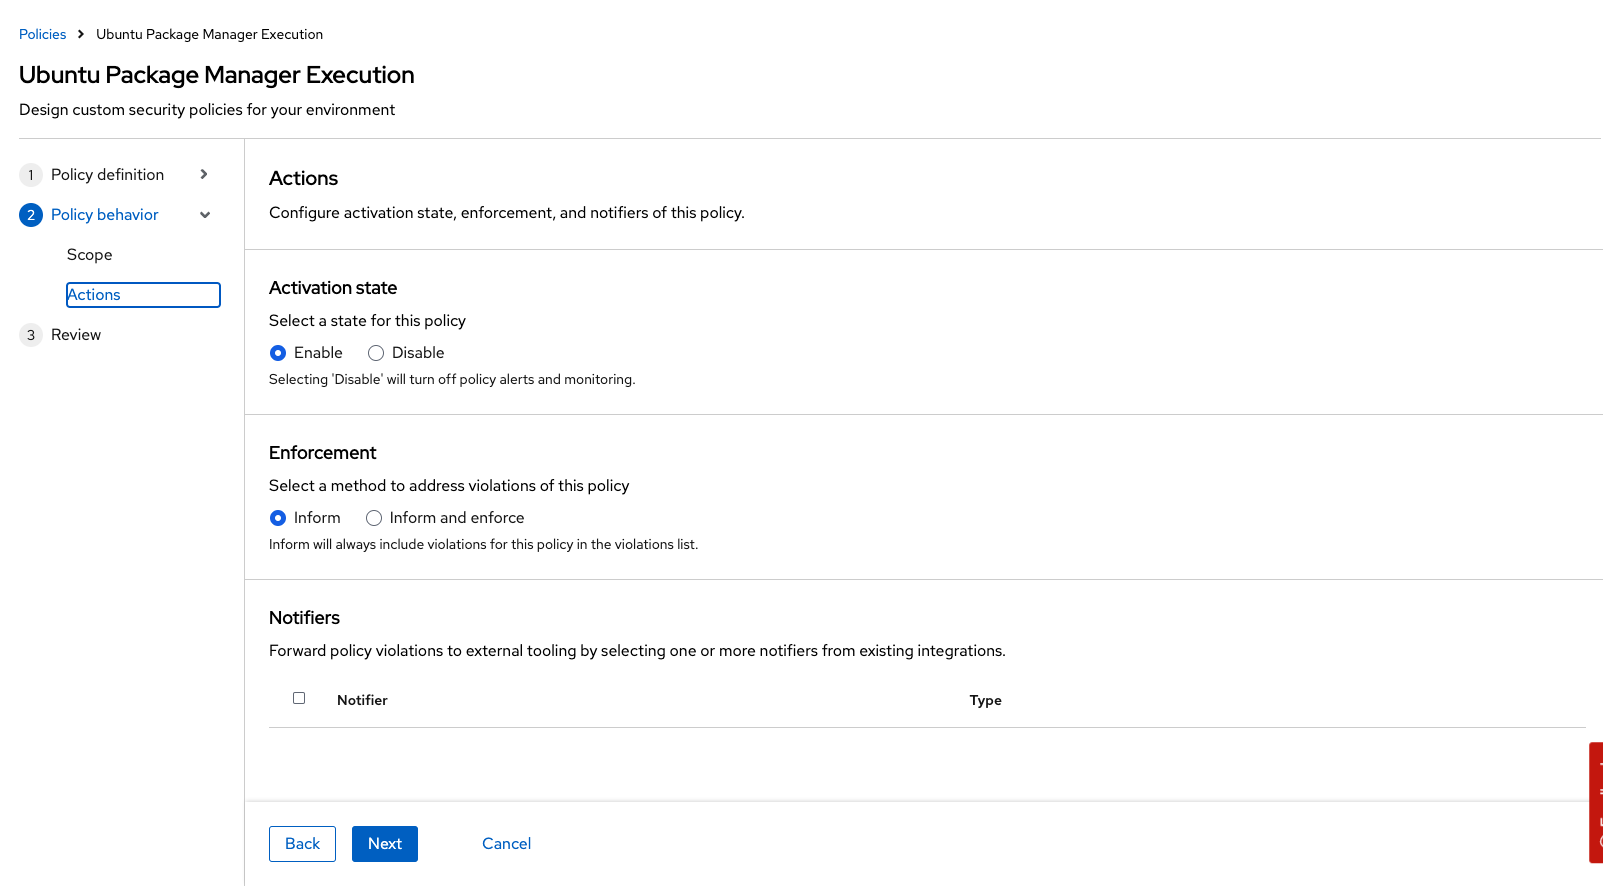 Policies > Ubuntu Package Manager Execution
Ubuntu Package Manager Execution
Design custom security policies for your environment
1 Policy definition
2 Policy behavior
Scope
Actions
3 Review
Actions
Configure activation state, enforcement, and notifiers of this policy.
Activation state
Select a state for this policy
Enable Disable
Selecting 'Disable' will turn off policy alerts and monitoring.
Enforcement
Select a method to address violations of this policy
Inform Inform and enforce
Inform will always include violations for this policy in the violations list.
Notifiers
Forward policy violations to external tooling by selecting one or more notifiers from existing integrations.
Notifier Type
Back Next Cancel